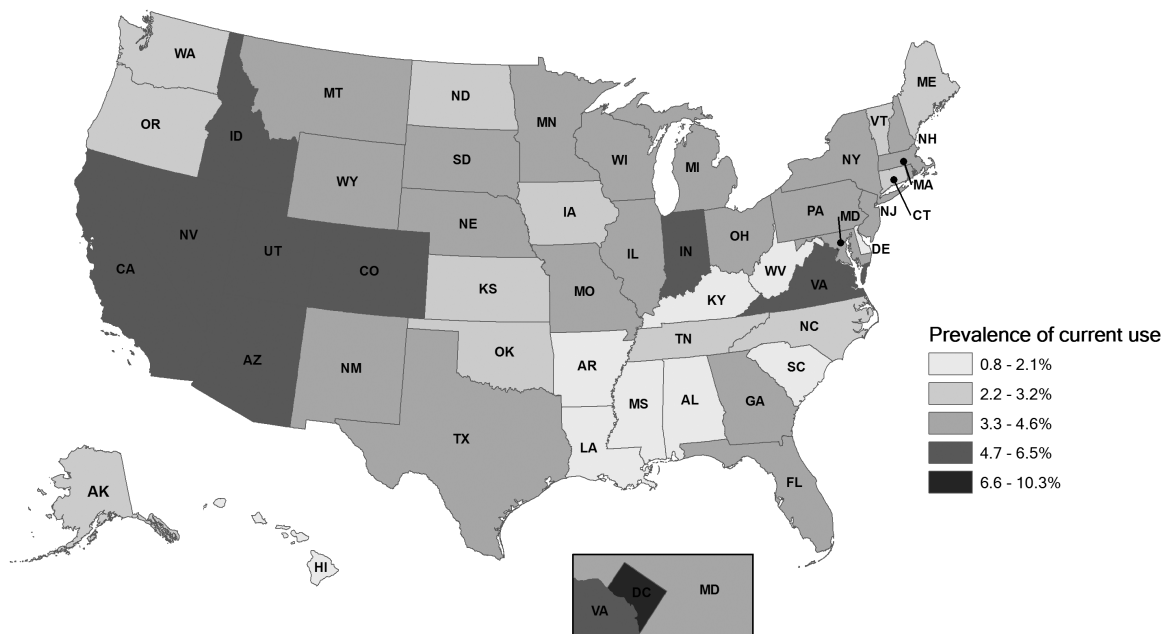 WA
ME
MT
ND
VT
OR
MN
ID
NH
SD
WI
NY
MI
WY
MA
IA
PA
NJ
CT
MD
NE
NV
OH
DE
UT
IL
IN
CA
CO
WV
VA
KS
MO
KY
NC
TN
OK
AZ
NM
AR
SC
MS
AL
GA
TX
LA
FL
AK
HI
Prevalence of current use
0.8 - 2.1%
2.2 - 3.2%
3.3 - 4.6%
4.7 - 6.5%
6.6 - 10.3%
DC
MD
VA